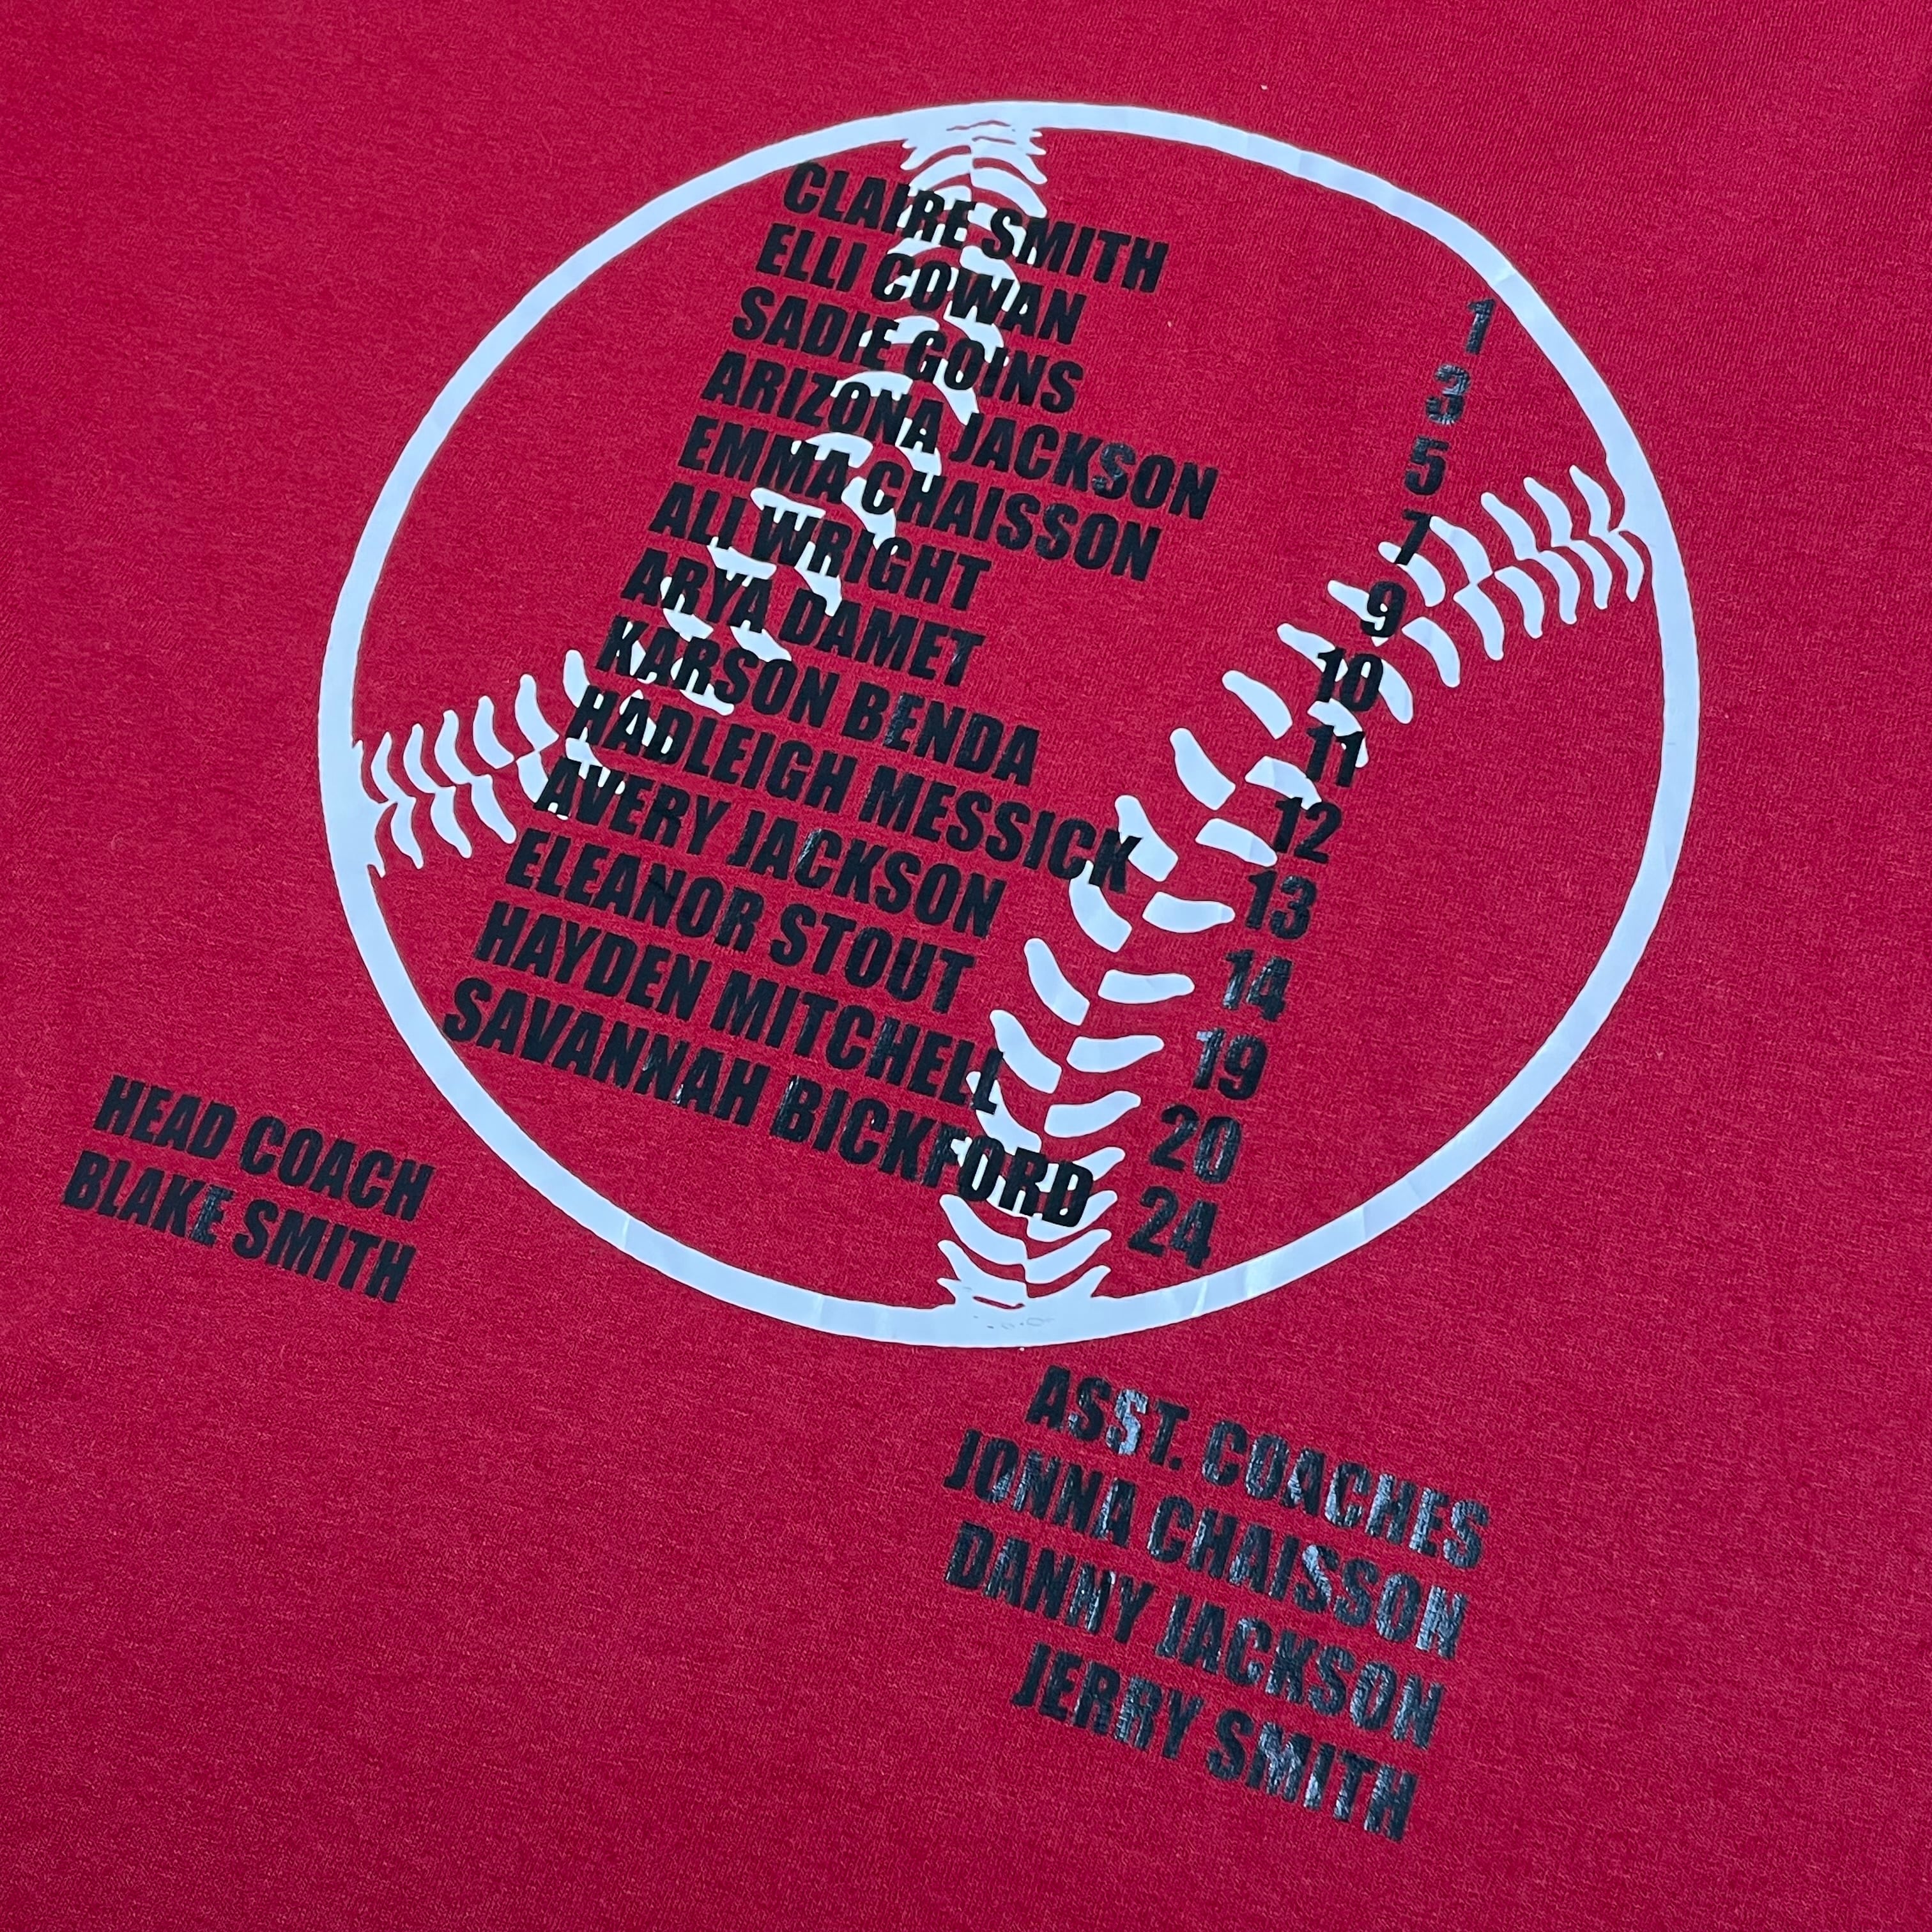 CLAIRE SMITH 1
ELLI COWAN 3
SADIE GOINS 5
ARIZONA JACKSON 7
EMMA CHAISSON 9
ALI WRIGHT 10
ARYA DAMET 11
KARSON BENDA 12
HADLEIGH MESSICK 13
AVERY JACKSON 14
ELEANOR STOUT 19
HAYDEN MITCHELL 20
SAVANNAH BICKFORD 24
HEAD COACH
BLAKE SMITH
ASST. COACHES
JONNA CHAISSON
DANNY JACKSON
JERRY SMITH